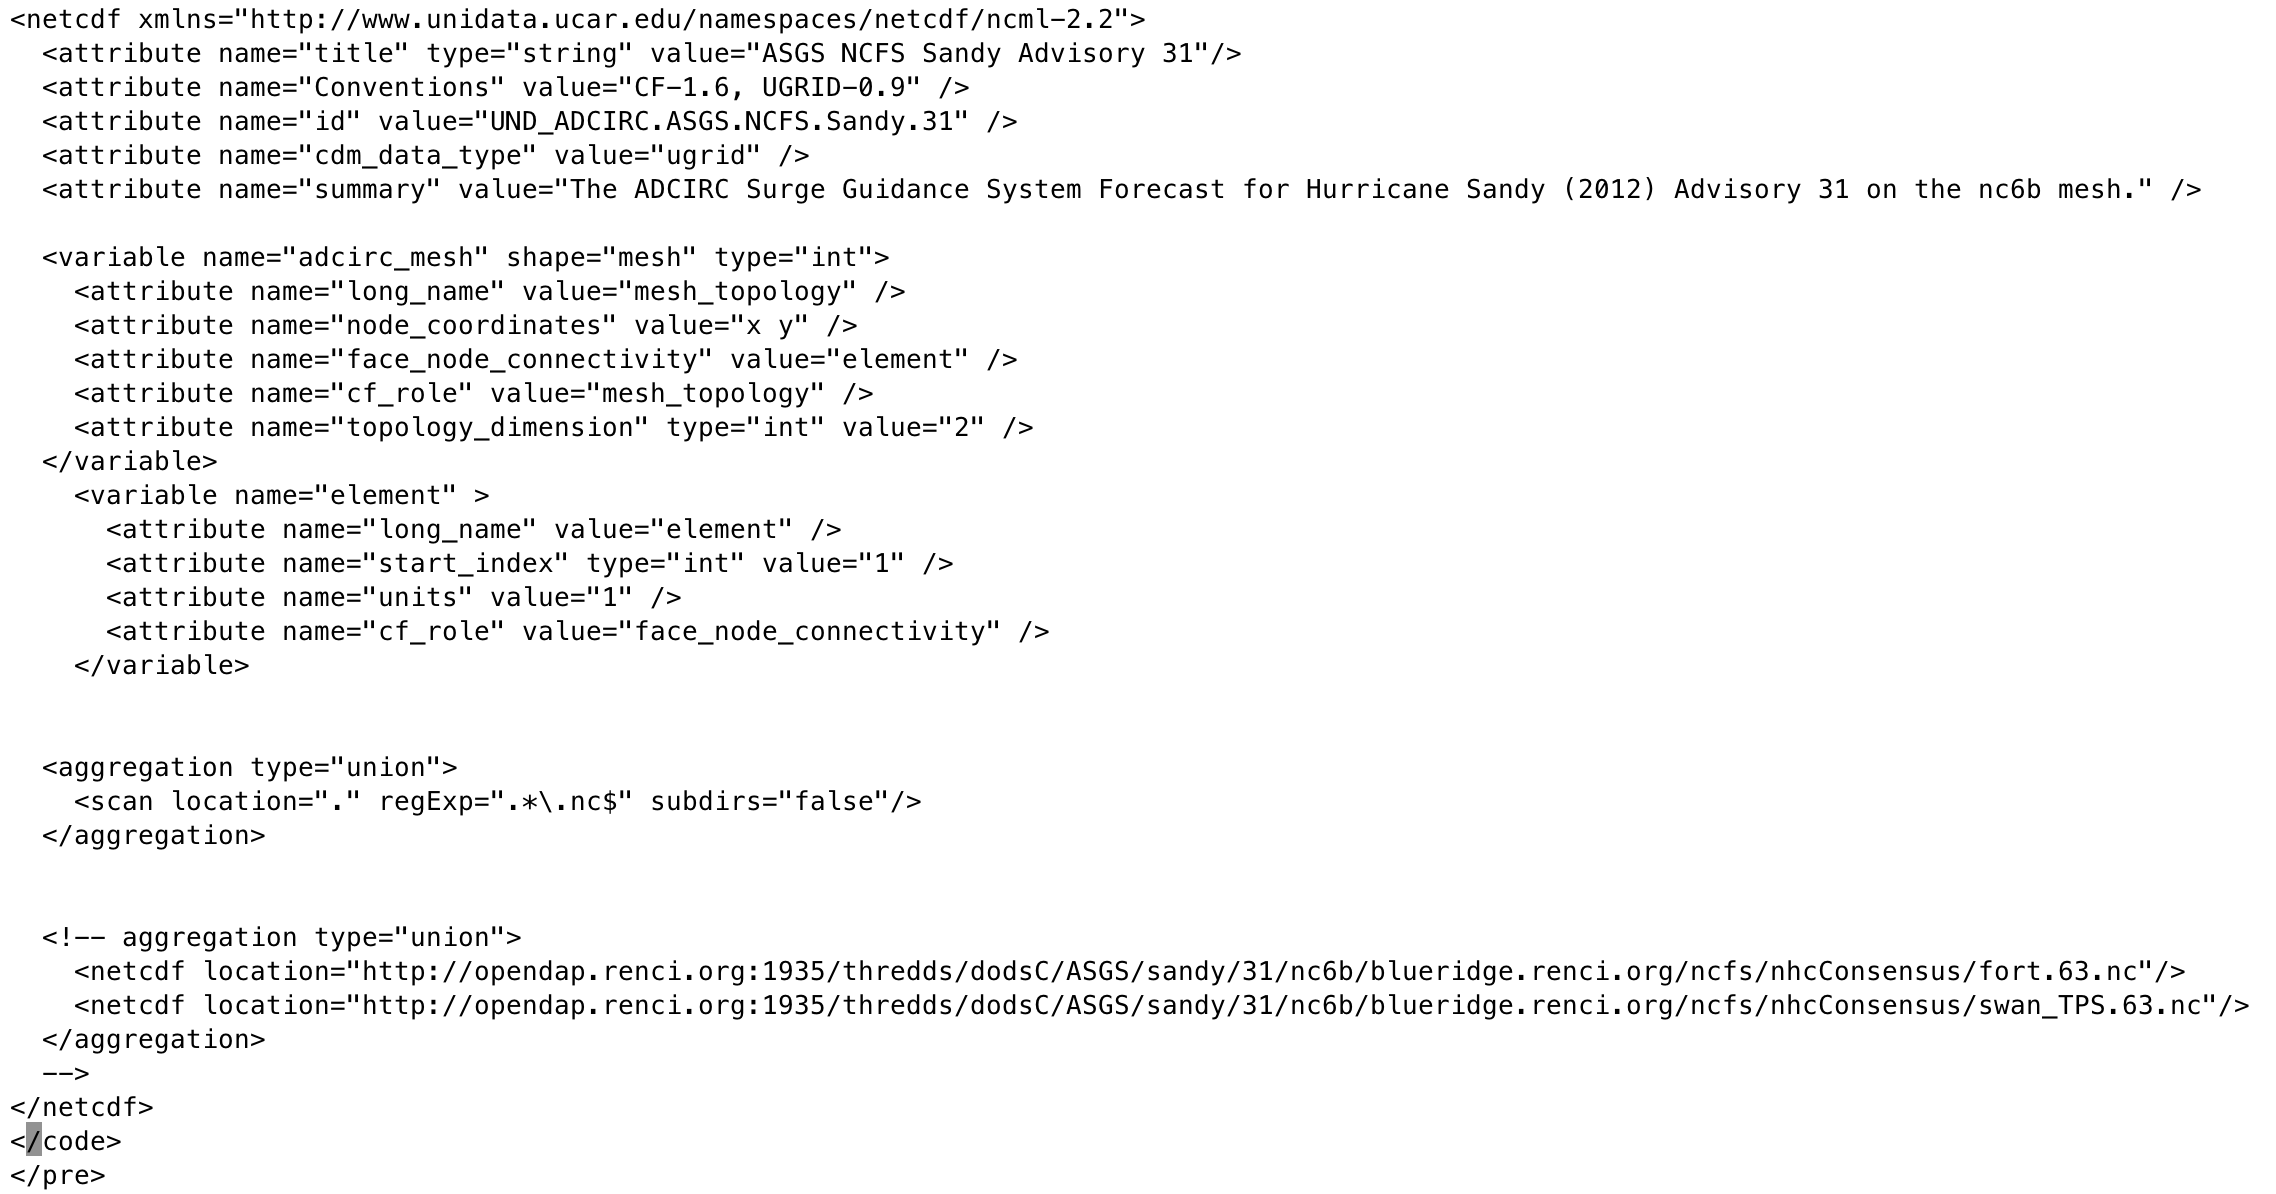 <netcdf xmlns="http://www.unidata.ucar.edu/namespaces/netcdf/ncml-2.2">
  <attribute name="title" type="string" value="ASGS NCFS Sandy Advisory 31"/>
  <attribute name="Conventions" value="CF-1.6, UGRID-0.9" />
  <attribute name="id" value="UND_ADCIRC.ASGS.NCFS.Sandy.31" />
  <attribute name="cdm_data_type" value="ugrid" />
  <attribute name="summary" value="The ADCIRC Surge Guidance System Forecast for Hurricane Sandy (2012) Advisory 31 on the nc6b mesh." />

  <variable name="adcirc_mesh" shape="mesh" type="int">
    <attribute name="long_name" value="mesh_topology" />
    <attribute name="node_coordinates" value="x y" />
    <attribute name="face_node_connectivity" value="element" />
    <attribute name="cf_role" value="mesh_topology" />
    <attribute name="topology_dimension" type="int" value="2" />
  </variable>
    <variable name="element" >
      <attribute name="long_name" value="element" />
      <attribute name="start_index" type="int" value="1" />
      <attribute name="units" value="1" />
      <attribute name="cf_role" value="face_node_connectivity" />
    </variable>


  <aggregation type="union">
    <scan location="." regExp=".*\.nc$" subdirs="false"/>
  </aggregation>


  <!-- aggregation type="union">
    <netcdf location="http://opendap.renci.org:1935/thredds/dodsC/ASGS/sandy/31/nc6b/blueridge.renci.org/ncfs/nhcConsensus/fort.63.nc"/>
    <netcdf location="http://opendap.renci.org:1935/thredds/dodsC/ASGS/sandy/31/nc6b/blueridge.renci.org/ncfs/nhcConsensus/swan_TPS.63.nc"/>
  </aggregation>
  -->
</netcdf>
</code>
</pre>